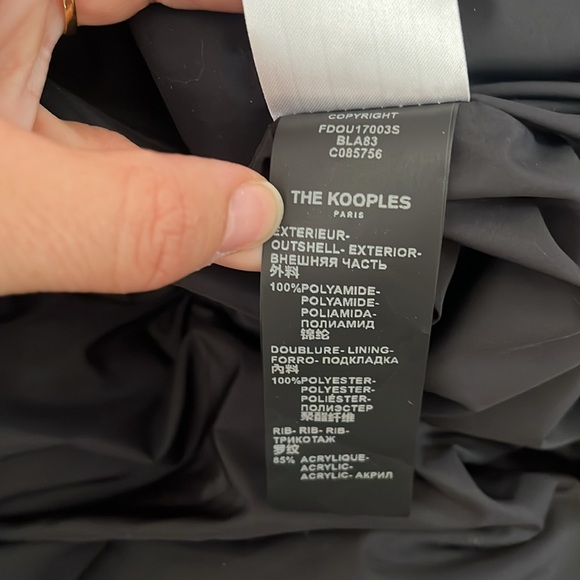 COPYRIGHT
FDOU17003S
BLA83
C085756
THE KOOPLES
PARIS
EXTERIEUR-
OUTSHELL- EXTERIOR-
ВНЕШНЯЯ ЧАСТЬ
外料
100%POLYAMIDE-
POLYAMIDE-
POLIAMIDA-
ПОЛИАМИД
锦纶
DOUBLURE- LINING-
FORRO- ПОДКЛАДКА
內料
100%POLYESTER-
POLYESTER-
POLIÉSTER-
ПОЛИЭСТЕР
聚酯纤维
RIB- RIB- RIB-
ТРИКОТАЖ
罗纹
85% ACRYLIQUE-
ACRYLIC-
ACRYLIC- АКРИЛ